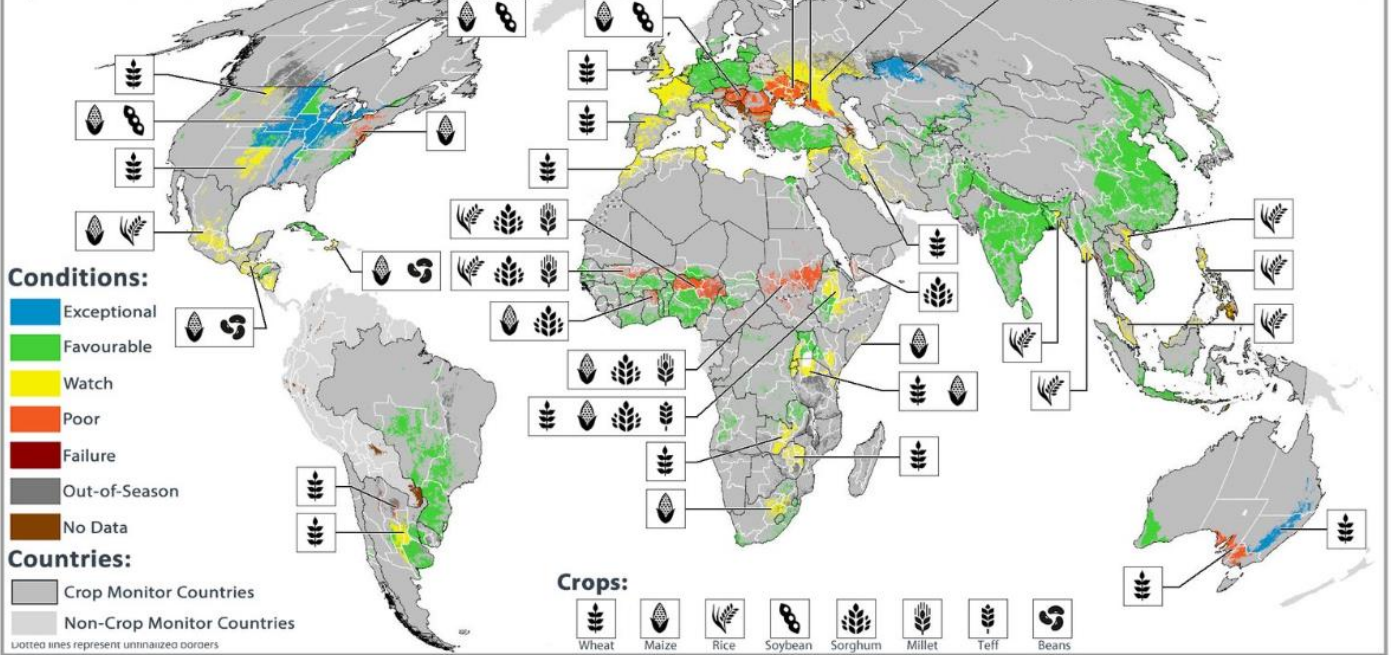 Conditions:
Exceptional
Favourable
Watch
Poor
Failure
Out-of-Season
No Data
Countries:
Crop Monitor Countries
Non-Crop Monitor Countries
Dotted lines represent unfinalized borders
Crops:
Wheat Maize Rice Soybean Sorghum Millet Teff Beans